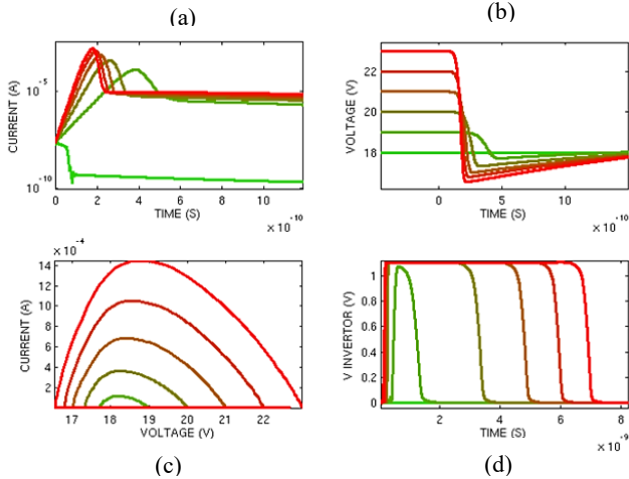 (a)
(b)
CURRENT (A)
10^-5
10^-10
0 2 4 6 8 10
TIME (S)
× 10^-10
VOLTAGE (V)
22
20
18
0 5 10
TIME (S)
× 10^-10
× 10^-4
CURRENT (A)
14
12
10
8
6
4
2
17 18 19 20 21 22
VOLTAGE (V)
V INVERTOR (V)
1
0.8
0.6
0.4
0.2
0
2 4 6 8
TIME (S)
× 10^-9
(c)
(d)